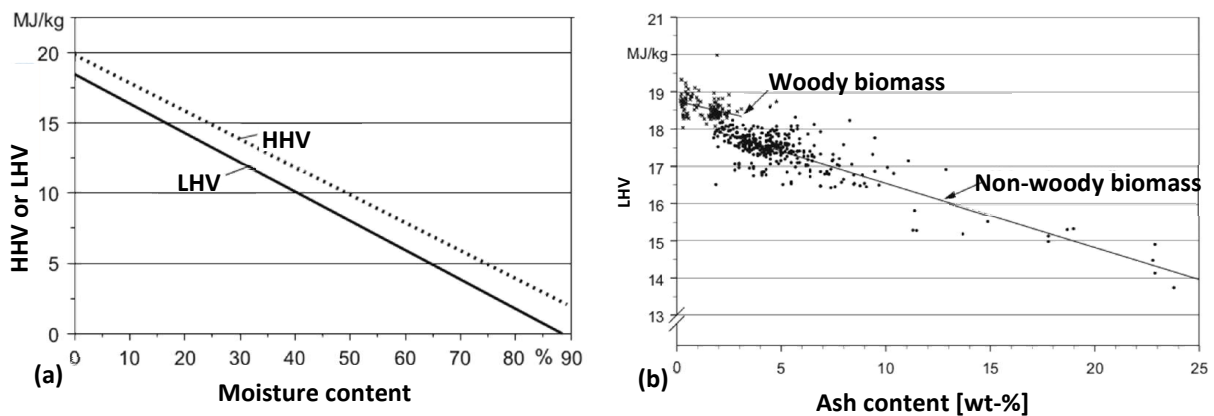 MJ/kg
20
15
10
5
0
HHV or LHV
HHV
LHV
0 10 20 30 40 50 60 70 80 % 90
(a)
Moisture content
21
MJ/kg
19
18
17
16
15
14
13
LHV
Woody biomass
Non-woody biomass
0 5 10 15 20 25
(b)
Ash content [wt-%]